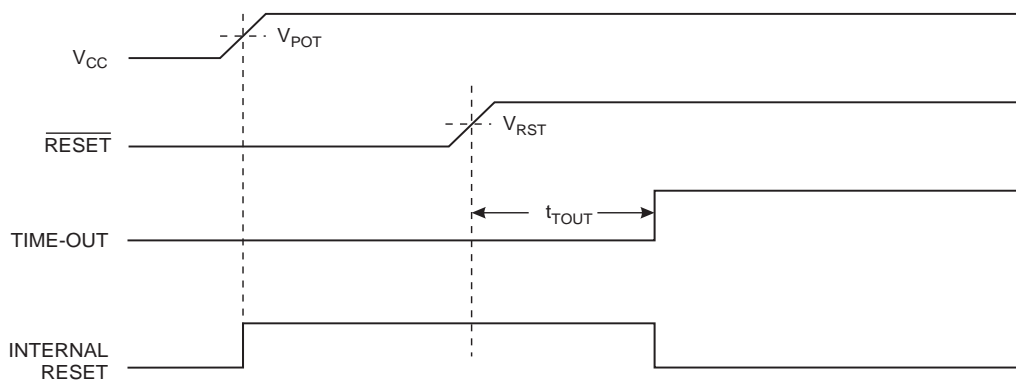 V_CC
V_POT
RESET
V_RST
TIME-OUT
t_TOUT
INTERNAL
RESET